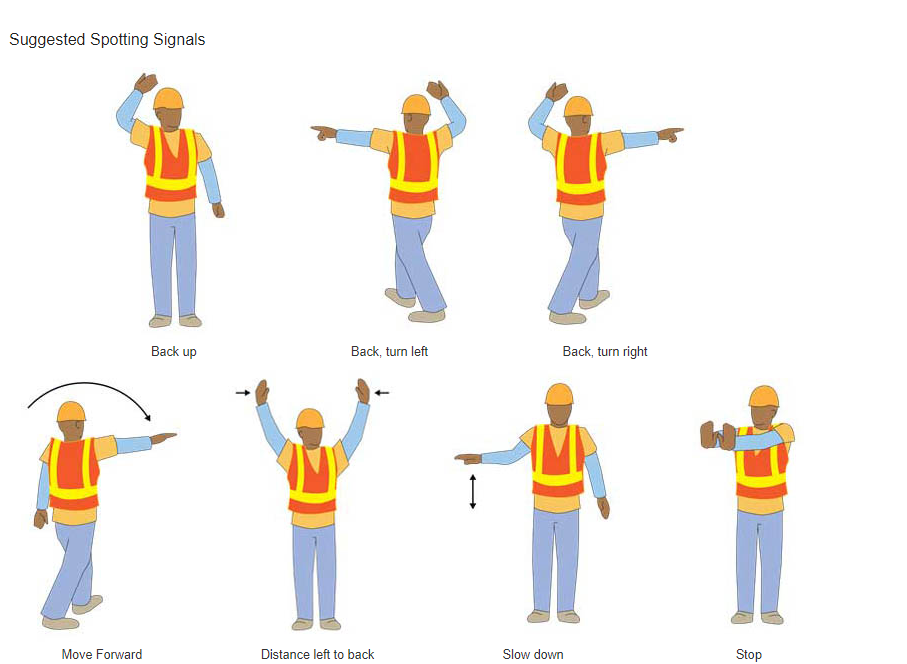 Suggested Spotting Signals
Back up
Back, turn left
Back, turn right
Move Forward
Distance left to back
Slow down
Stop